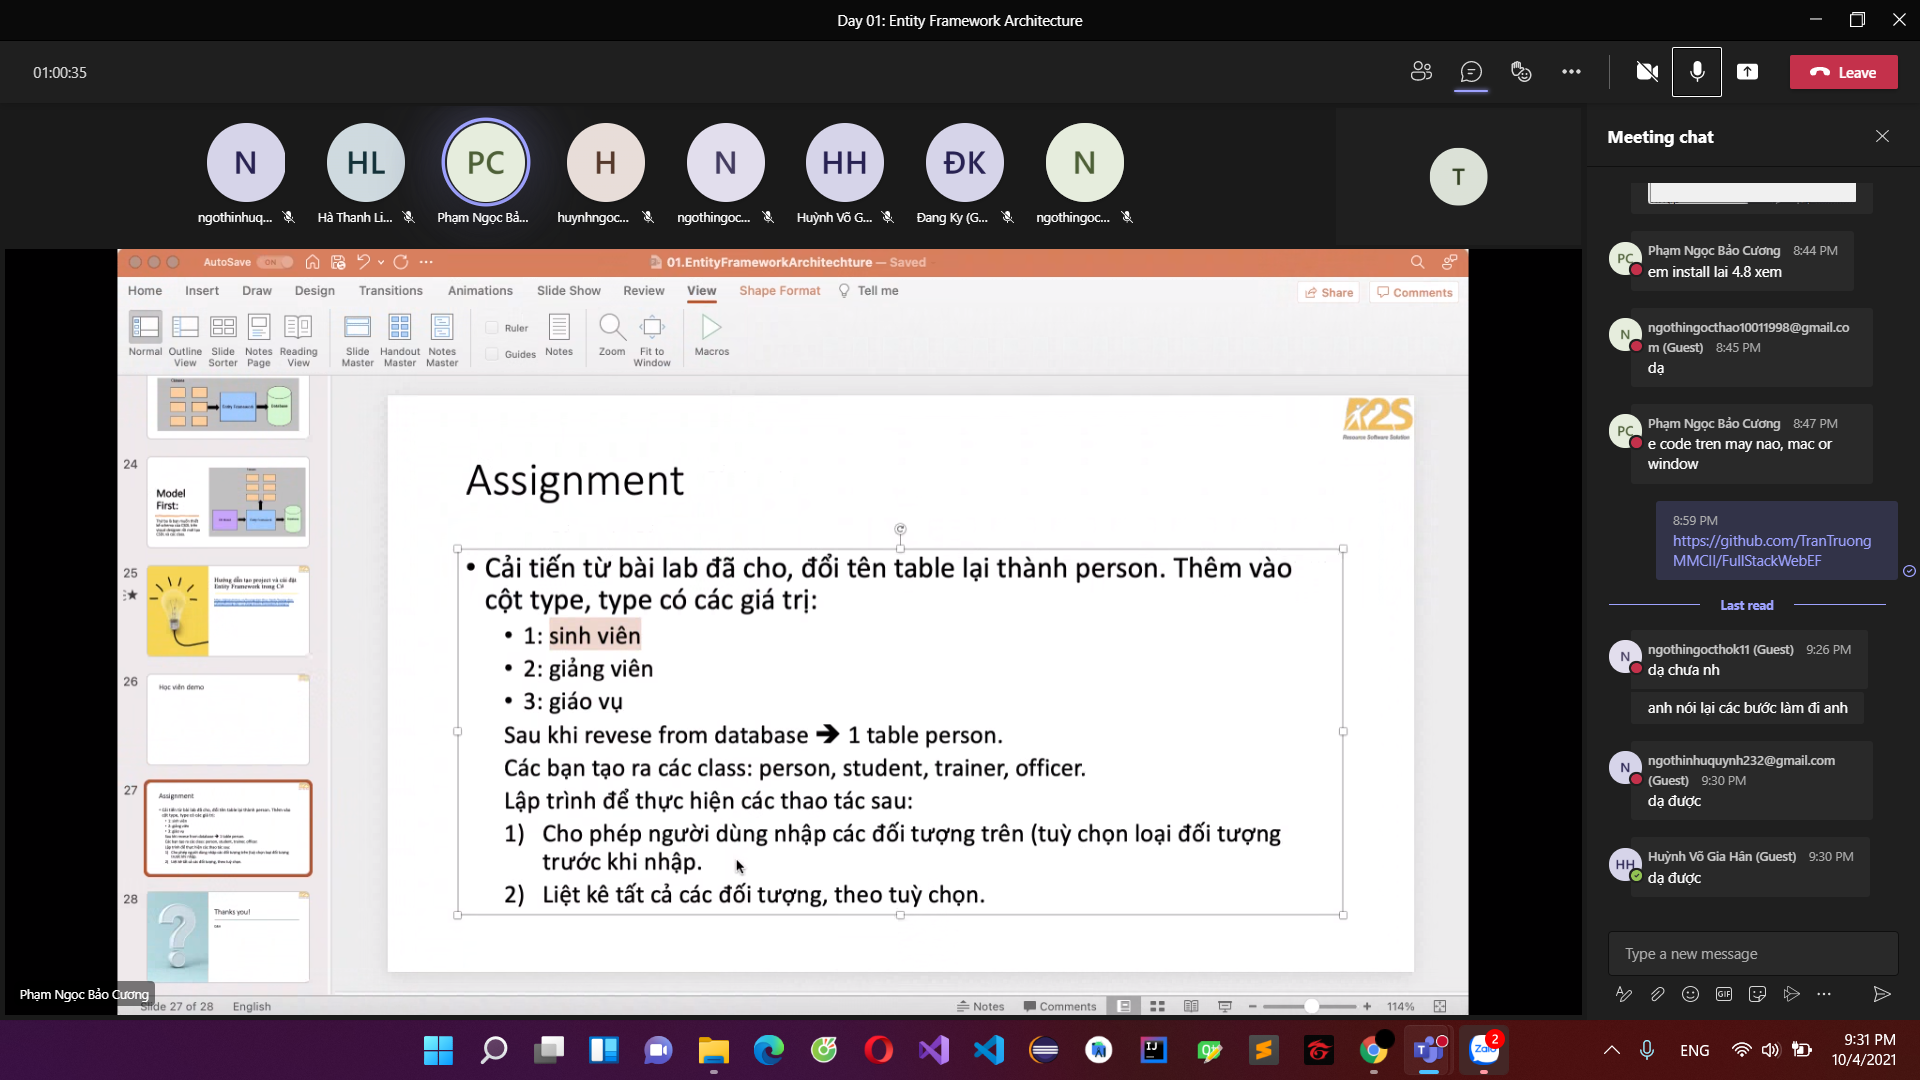 Day 01: Entity Framework Architecture
01:00:35
Leave
N
HL
PC
H
N
HH
ĐK
N
T
ngothinhuq...
Hà Thanh Li...
Phạm Ngọc Bả...
huynhngoc...
ngothingoc...
Huỳnh Võ G...
Đang Ky (G...
ngothingoc...
AutoSave ON
01.EntityFrameworkArchitechture — Saved
Home Insert Draw Design Transitions Animations Slide Show Review View Shape Format Tell me
Share Comments
Normal
Outline View
Slide Sorter
Notes Page
Reading View
Slide Master
Handout Master
Notes Master
Ruler
Guides
Notes
Zoom
Fit to Window
Macros
24
Model First:
25
Hướng dẫn tạo project và cài đặt
Entity Framework trong C#
26
Học viên demo
27
Assignment
28
Thanks you!
R2S
Resource Software Solution
Assignment
• Cải tiến từ bài lab đã cho, đổi tên table lại thành person. Thêm vào
cột type, type có các giá trị:
• 1: sinh viên
• 2: giảng viên
• 3: giáo vụ
Sau khi revese from database ➔ 1 table person.
Các bạn tạo ra các class: person, student, trainer, officer.
Lập trình để thực hiện các thao tác sau:
1) Cho phép người dùng nhập các đối tượng trên (tuỳ chọn loại đối tượng
trước khi nhập.
2) Liệt kê tất cả các đối tượng, theo tuỳ chọn.
Phạm Ngọc Bảo Cương
Slide 27 of 28 English
Notes Comments 114%
Meeting chat
PC
Phạm Ngọc Bảo Cương 8:44 PM
em install lai 4.8 xem
N
ngothingocthao10011998@gmail.co
m (Guest) 8:45 PM
dạ
PC
Phạm Ngọc Bảo Cương 8:47 PM
e code tren may nao, mac or
window
8:59 PM
https://github.com/TranTruong
MMCII/FullStackWebEF
Last read
N
ngothingocthok11 (Guest) 9:26 PM
dạ chưa nh
anh nói lại các bước làm đi anh
N
ngothinhuquynh232@gmail.com
(Guest) 9:30 PM
dạ được
HH
Huỳnh Võ Gia Hân (Guest) 9:30 PM
dạ được
Type a new message
GIF
Zalo
2
ENG
9:31 PM
10/4/2021